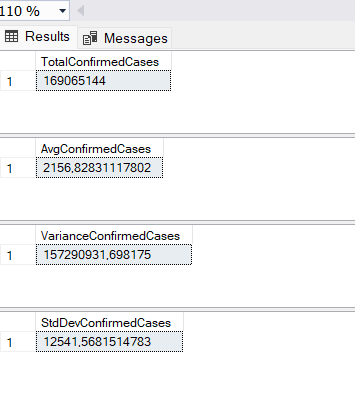 110 %
Results Messages
TotalConfirmedCases
1 169065144
AvgConfirmedCases
1 2156,82831117802
VarianceConfirmedCases
1 157290931,698175
StdDevConfirmedCases
1 12541,5681514783